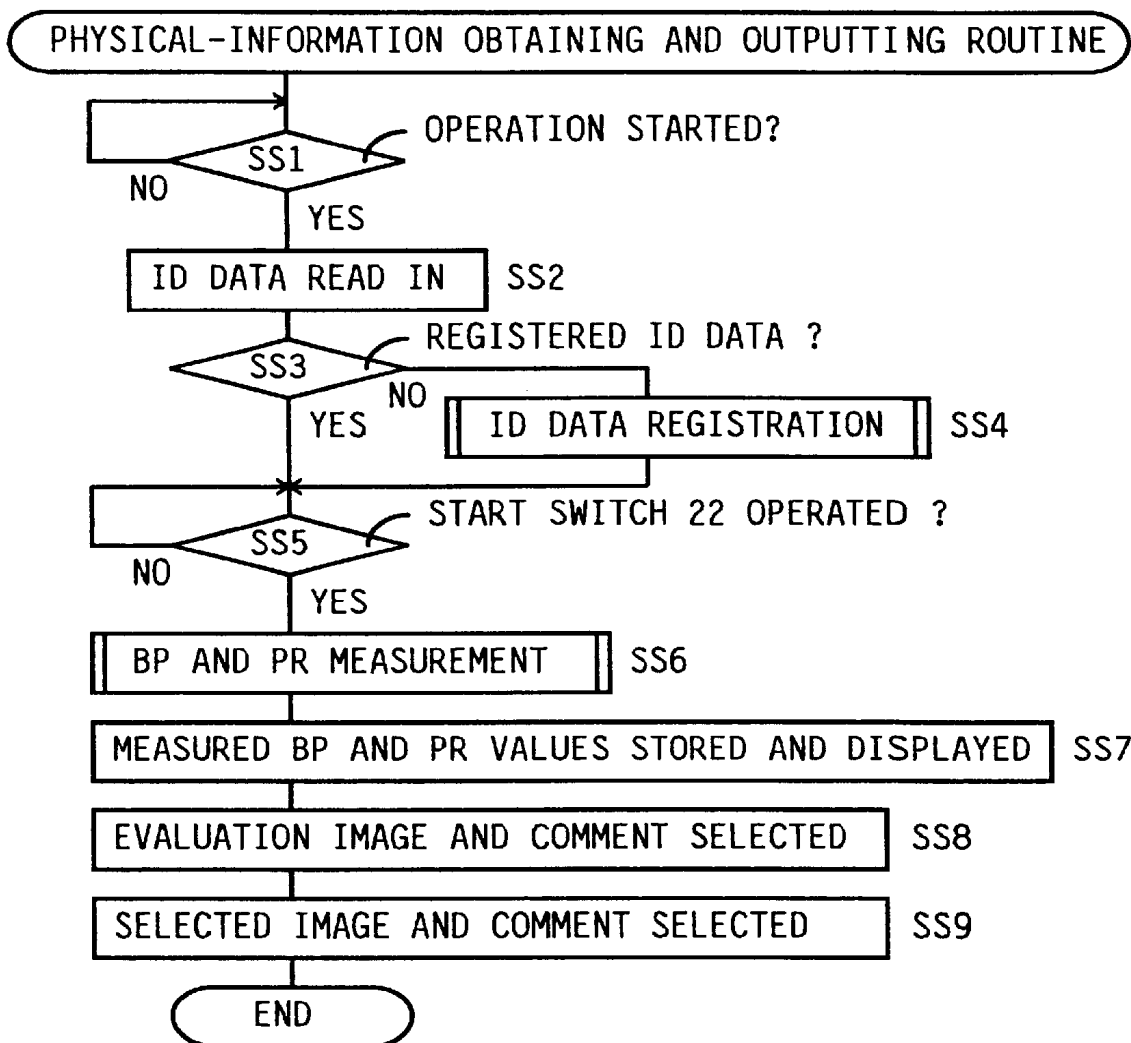 PHYSICAL-INFORMATION OBTAINING AND OUTPUTTING ROUTINE
OPERATION STARTED?
SS1
NO
YES
ID DATA READ IN SS2
REGISTERED ID DATA ?
SS3
NO
YES
ID DATA REGISTRATION SS4
START SWITCH 22 OPERATED ?
SS5
NO
YES
BP AND PR MEASUREMENT SS6
MEASURED BP AND PR VALUES STORED AND DISPLAYED SS7
EVALUATION IMAGE AND COMMENT SELECTED SS8
SELECTED IMAGE AND COMMENT SELECTED SS9
END